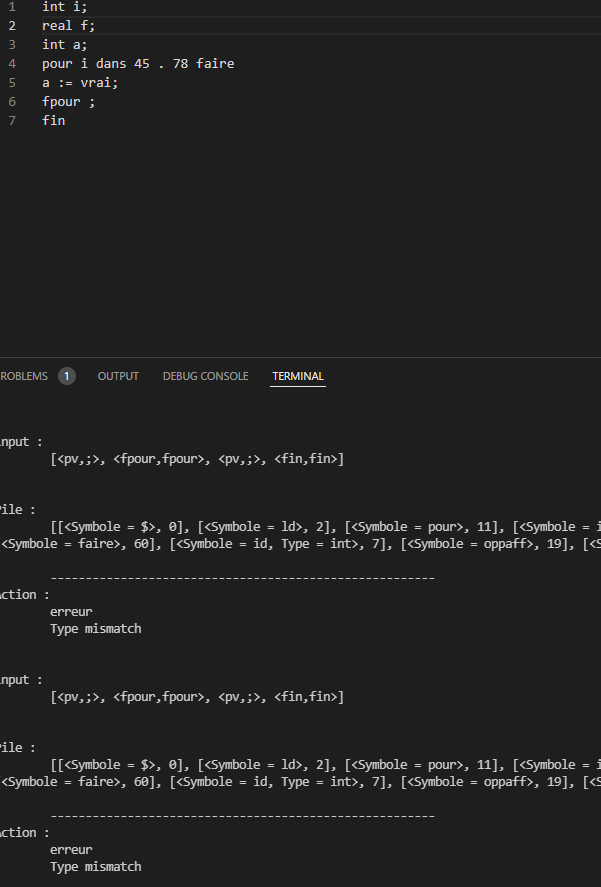 1 int i;
2 real f;
3 int a;
4 pour i dans 45 . 78 faire
5 a := vrai;
6 fpour ;
7 fin
ROBLEMS 1 OUTPUT DEBUG CONSOLE TERMINAL
nput :
[<pv,;>, <fpour,fpour>, <pv,;>, <fin,fin>]
Pile :
[[<Symbole = $>, 0], [<Symbole = ld>, 2], [<Symbole = pour>, 11], [<Symbole = i
<Symbole = faire>, 60], [<Symbole = id, Type = int>, 7], [<Symbole = oppaff>, 19], [<S
-------------------------------------------------------
Action :
erreur
Type mismatch
nput :
[<pv,;>, <fpour,fpour>, <pv,;>, <fin,fin>]
Pile :
[[<Symbole = $>, 0], [<Symbole = ld>, 2], [<Symbole = pour>, 11], [<Symbole = i
<Symbole = faire>, 60], [<Symbole = id, Type = int>, 7], [<Symbole = oppaff>, 19], [<S
-------------------------------------------------------
Action :
erreur
Type mismatch